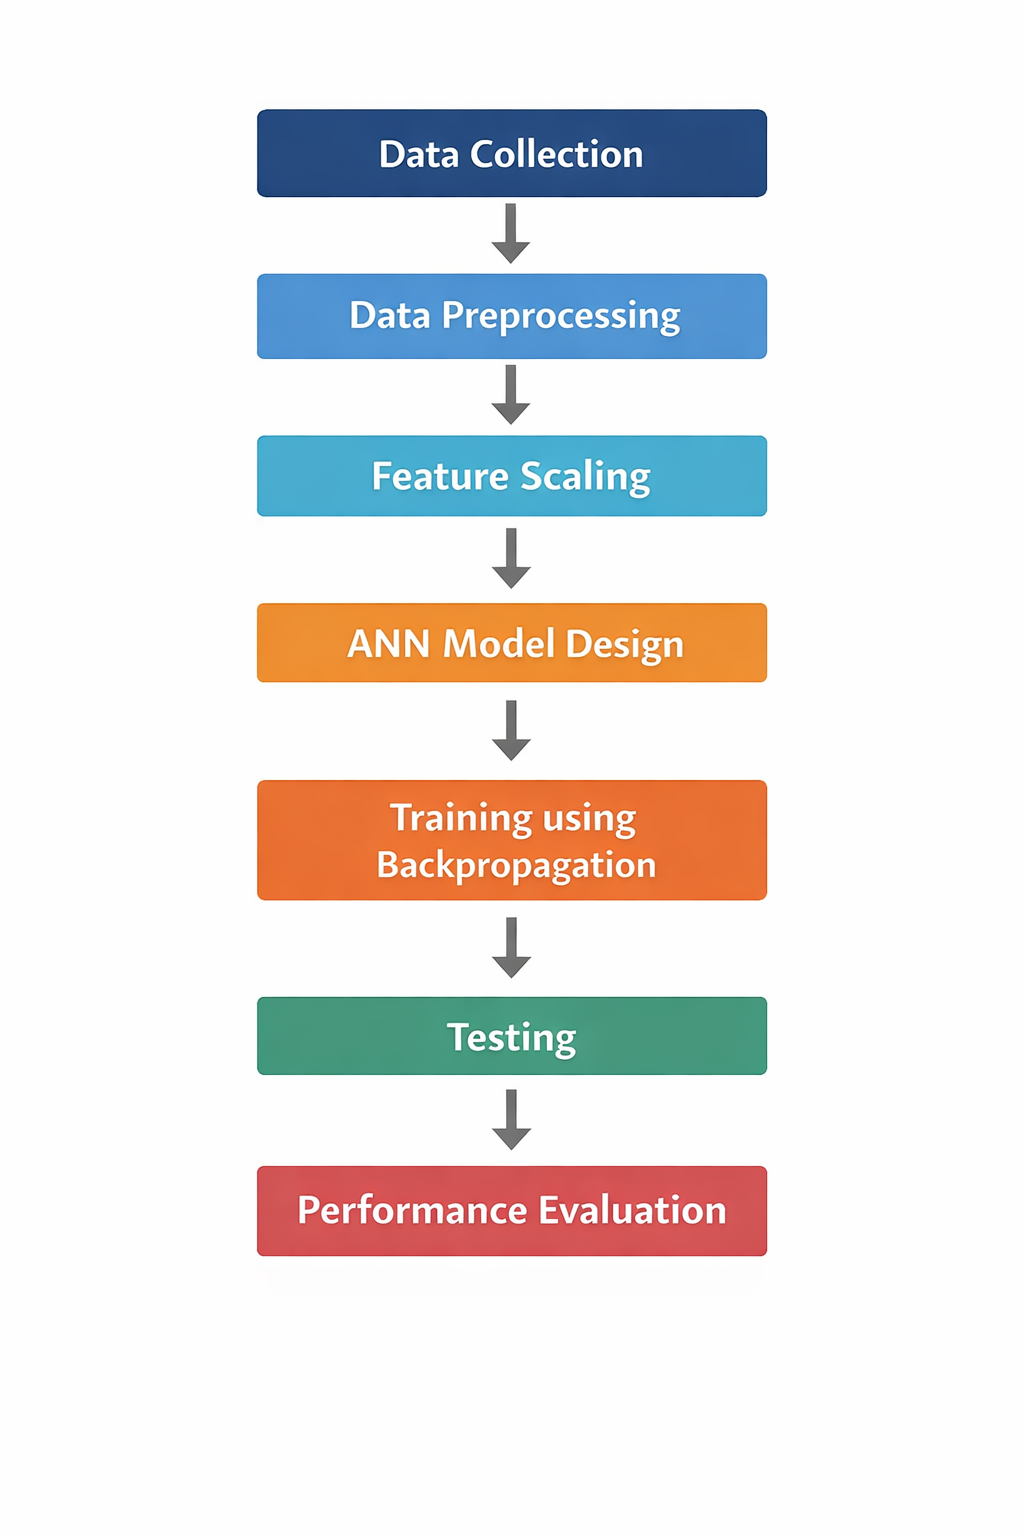 Data Collection
Data Preprocessing
Feature Scaling
ANN Model Design
Training using
Backpropagation
Testing
Performance Evaluation